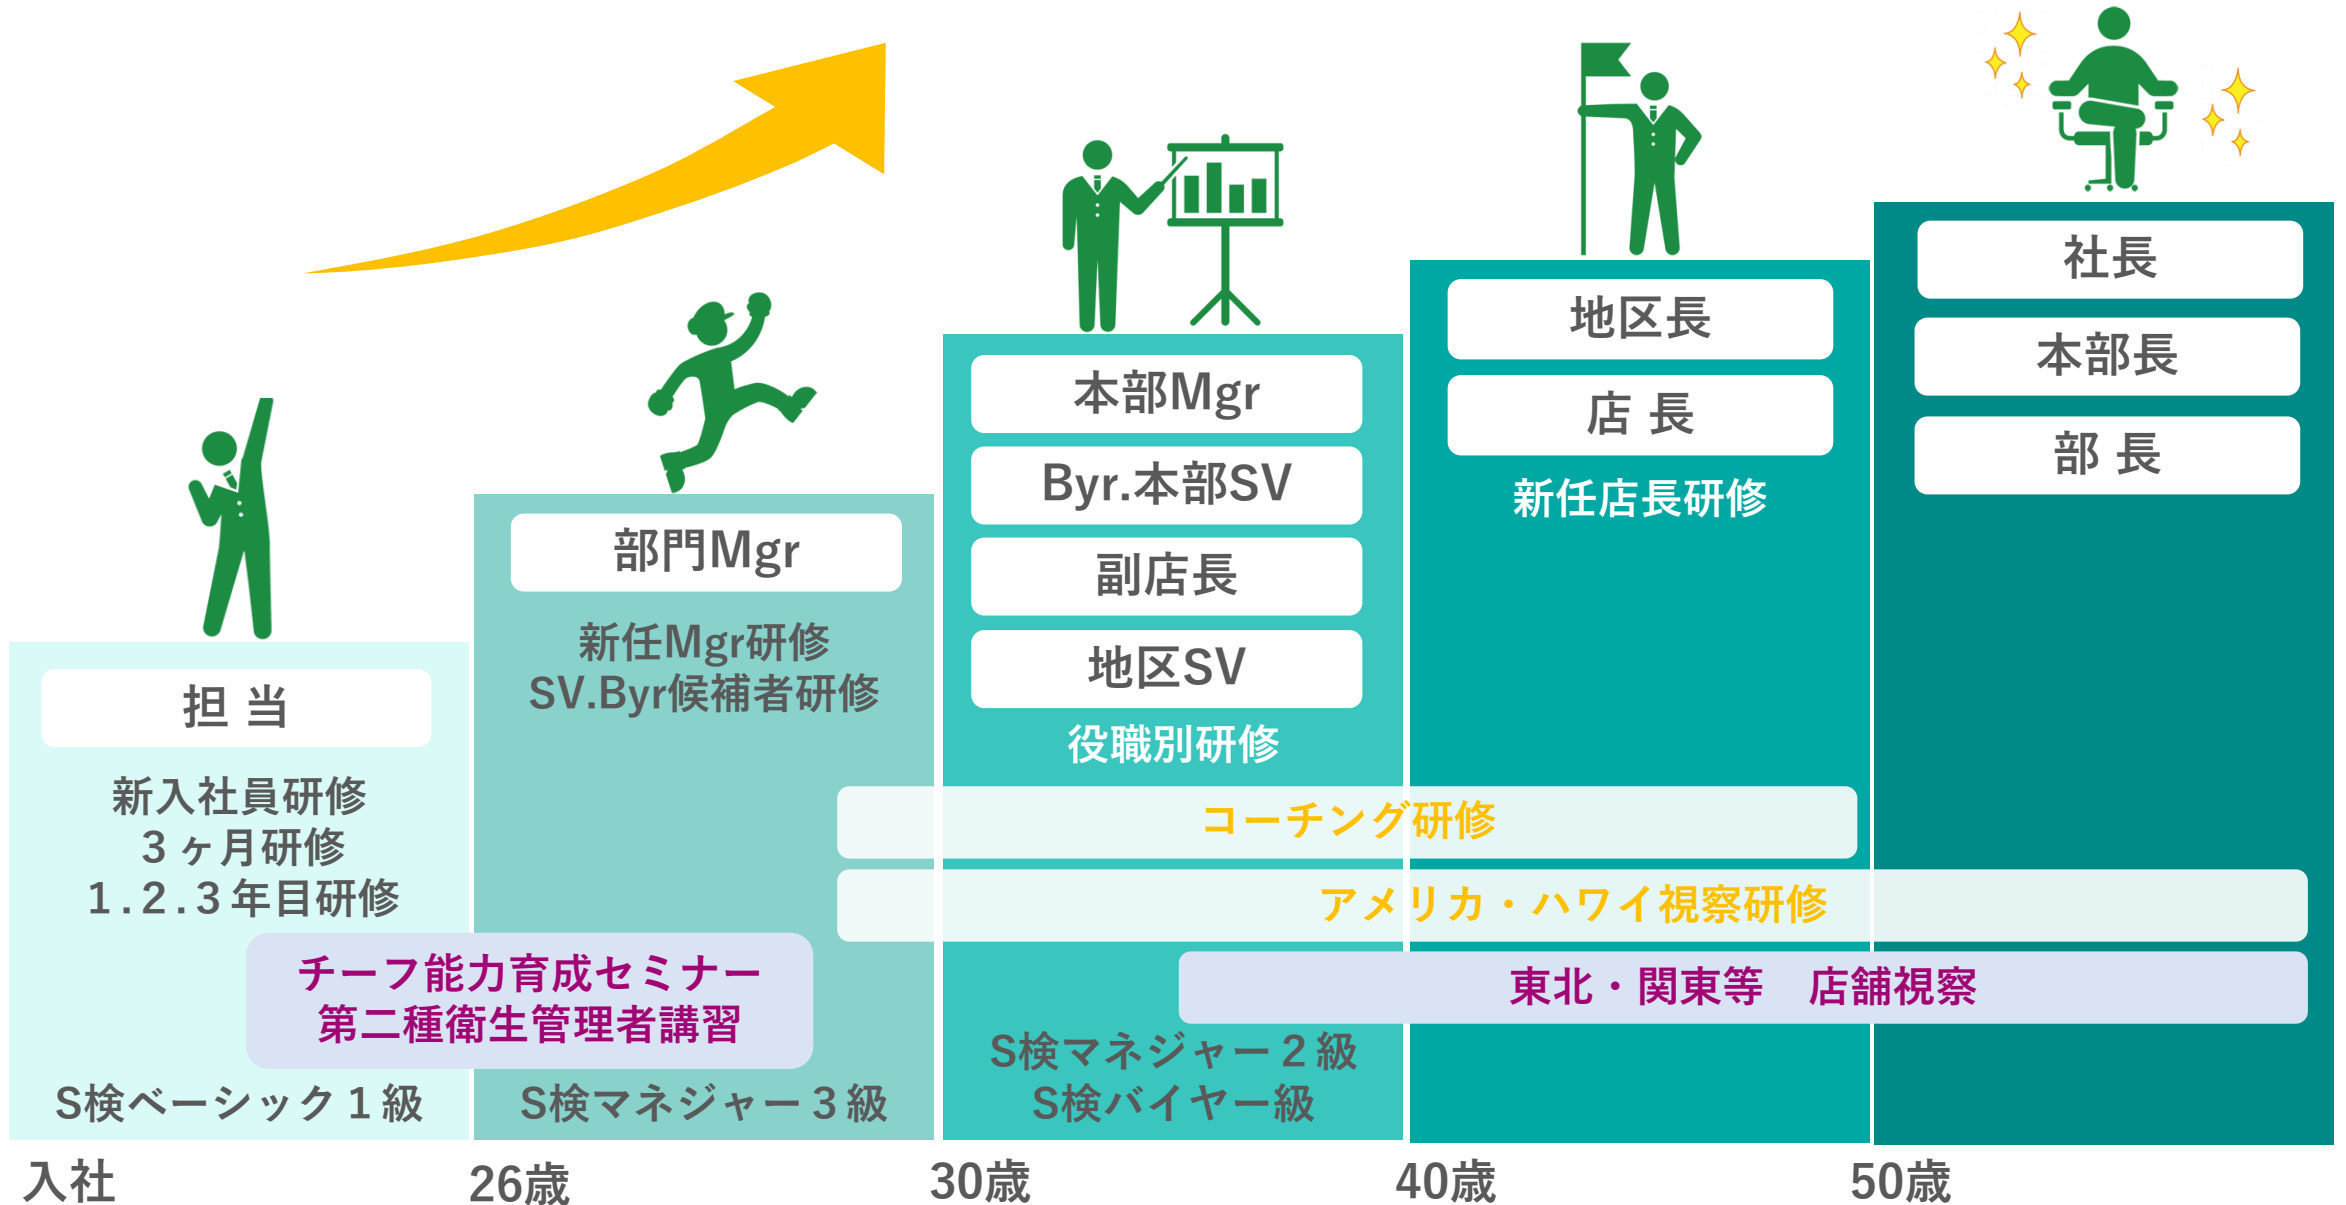 担 当
新入社員研修
3ヶ月研修
1.2.3年目研修
チーフ能力育成セミナー
第二種衛生管理者講習
S検ベーシック1級
部門Mgr
新任Mgr研修
SV.Byr候補者研修
S検マネジャー3級
本部Mgr
Byr.本部SV
副店長
地区SV
役職別研修
コーチング研修
アメリカ・ハワイ視察研修
東北・関東等　店舗視察
S検マネジャー2級
S検バイヤー級
地区長
店 長
新任店長研修
社長
本部長
部 長
入社
26歳
30歳
40歳
50歳